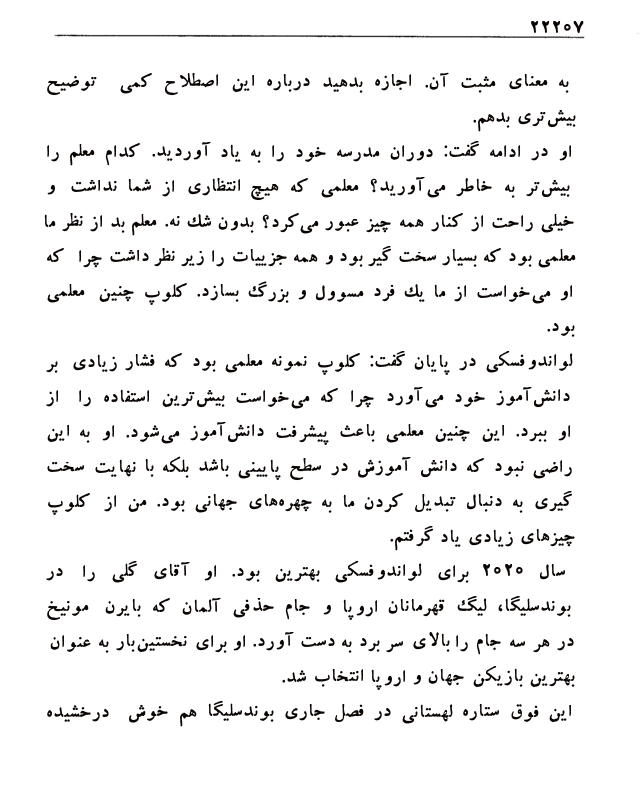 ۲۲۲۰۷
به معنای مثبت آن. اجازه بدهید درباره این اصطلاح کمی توضیح
بیش‌تری بدهم.
او در ادامه گفت: دوران مدرسه خود را به یاد آوردید. کدام معلم را
بیش‌تر به خاطر می‌آورید؟ معلمی که هیچ انتظاری از شما نداشت و
خیلی راحت از کنار همه چیز عبور می‌کرد؟ بدون شك نه. معلم بد از نظر ما
معلمی بود که بسیار سخت گیر بود و همه جزییات را زیر نظر داشت چرا که
او می‌خواست از ما یك فرد مسوول و بزرگ بسازد. کلوپ چنین معلمی
بود.
لواندوفسکی در پایان گفت: کلوپ نمونه معلمی بود که فشار زیادی بر
دانش‌آموز خود می‌آورد چرا که می‌خواست بیش‌ترین استفاده را از
او ببرد. این چنین معلمی باعث پیشرفت دانش‌آموز می‌شود. او به این
راضی نبود که دانش آموزش در سطح پایینی باشد بلکه با نهایت سخت
گیری به دنبال تبدیل کردن ما به چهره‌های جهانی بود. من از کلوپ
چیزهای زیادی یاد گرفتم.
سال ۲۰۲۰ برای لواندوفسکی بهترین بود. او آقای گلی را در
بوندسلیگا، لیگ قهرمانان اروپا و جام حذفی آلمان که بایرن مونیخ
در هر سه جام را بالای سر برد به دست آورد. او برای نخستین‌بار به عنوان
بهترین بازیکن جهان و اروپا انتخاب شد.
این فوق ستاره لهستانی در فصل جاری بوندسلیگا هم خوش درخشیده